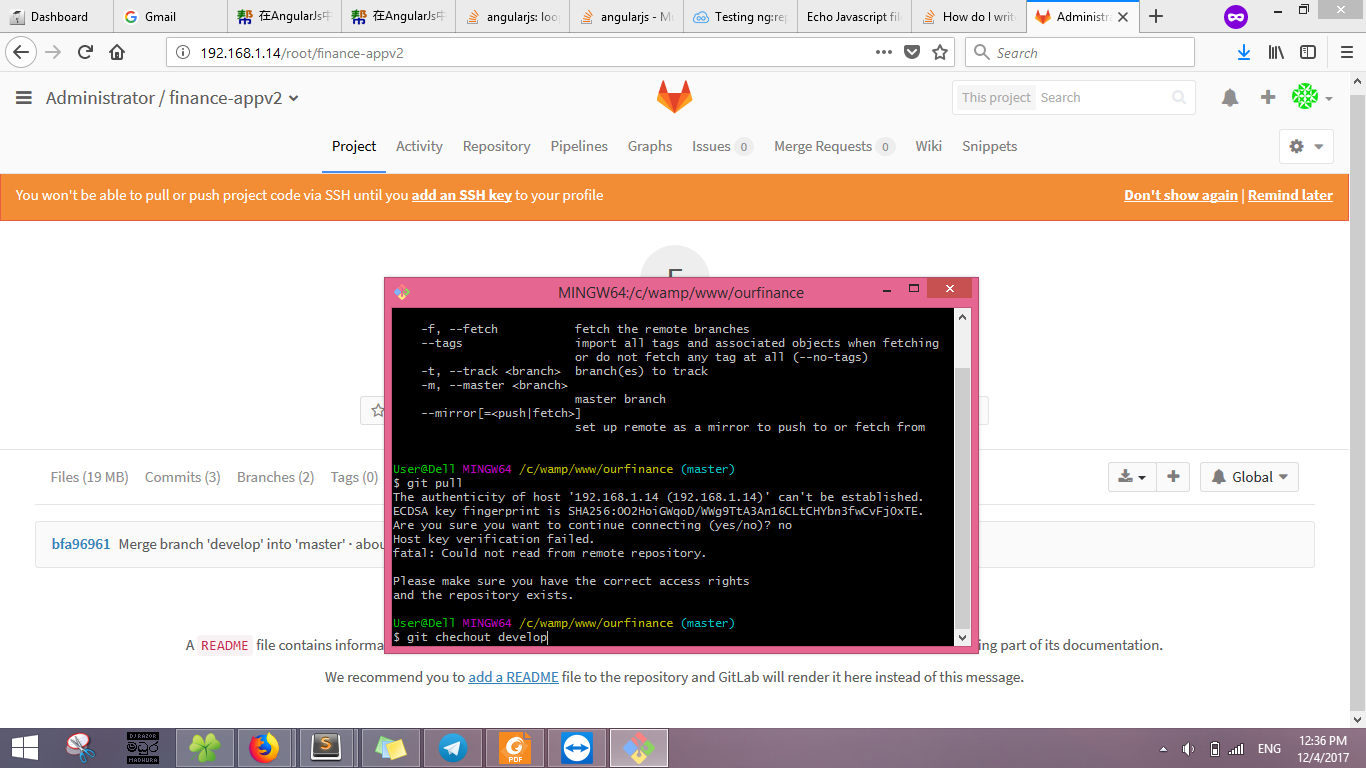 Dashboard
Gmail
在AngularJs中
在AngularJs中
angularjs: loo
angularjs - Mu
Testing ng:rep
Echo Javascript file
How do I write
Administra
192.168.1.14/root/finance-appv2
Search
Administrator / finance-appv2
This project Search
Project Activity Repository Pipelines Graphs Issues 0 Merge Requests 0 Wiki Snippets
You won't be able to pull or push project code via SSH until you add an SSH key to your profile
Don't show again | Remind later
MINGW64:/c/wamp/www/ourfinance
-f, --fetch fetch the remote branches
--tags import all tags and associated objects when fetching
or do not fetch any tag at all (--no-tags)
-t, --track <branch> branch(es) to track
-m, --master <branch>
master branch
--mirror[=<push|fetch>]
set up remote as a mirror to push to or fetch from
User@Dell MINGW64 /c/wamp/www/ourfinance (master)
$ git pull
The authenticity of host '192.168.1.14 (192.168.1.14)' can't be established.
ECDSA key fingerprint is SHA256:OO2HoiGWqoD/WWg9TtA3An16CLtCHYbn3fwCvFjOxTE.
Are you sure you want to continue connecting (yes/no)? no
Host key verification failed.
fatal: Could not read from remote repository.
Please make sure you have the correct access rights
and the repository exists.
User@Dell MINGW64 /c/wamp/www/ourfinance (master)
$ git chechout develop
Files (19 MB) Commits (3) Branches (2) Tags (0)
Global
bfa96961 Merge branch 'develop' into 'master' · abou
A README file contains informa
ing part of its documentation.
We recommend you to add a README file to the repository and GitLab will render it here instead of this message.
DJ RAZOR
MADHURA
S
PDF
ENG
12:36 PM
12/4/2017